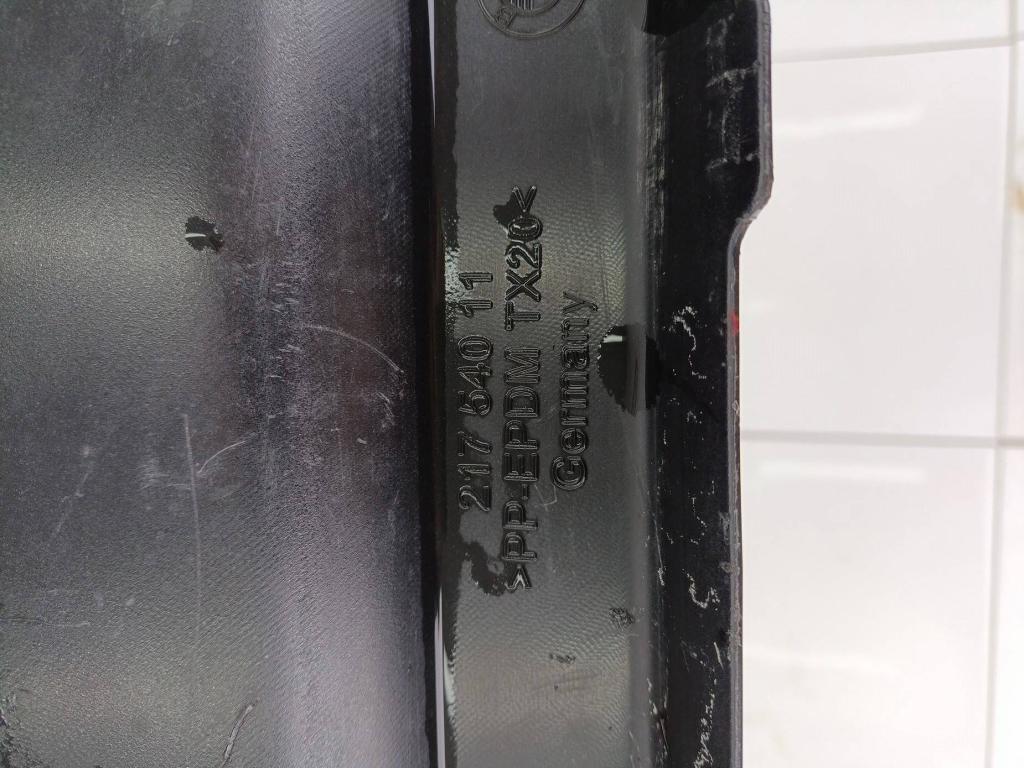 217 540 11
>PP-EPDM TX20<
Germany